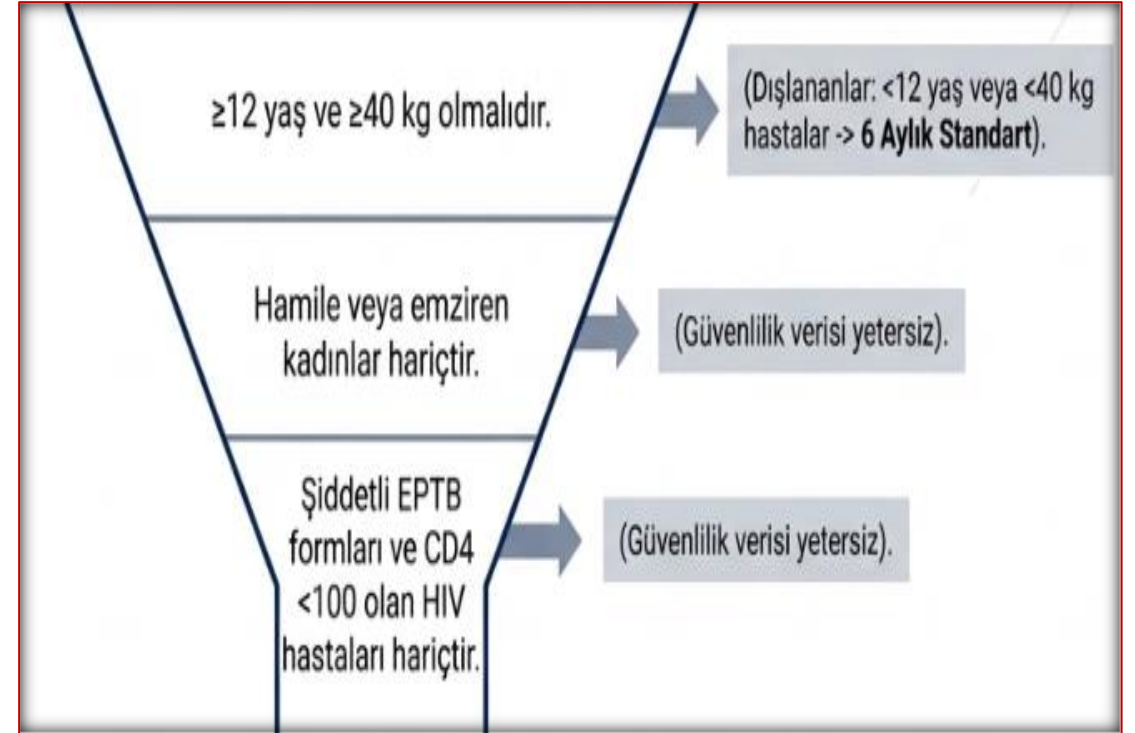 ≥12 yaş ve ≥40 kg olmalıdır.
(Dışlananlar: <12 yaş veya <40 kg
hastalar -> 6 Aylık Standart).
Hamile veya emziren
kadınlar hariçtir.
(Güvenlilik verisi yetersiz).
Şiddetli EPTB
formları ve CD4
<100 olan HIV
hastaları hariçtir.
(Güvenlilik verisi yetersiz).